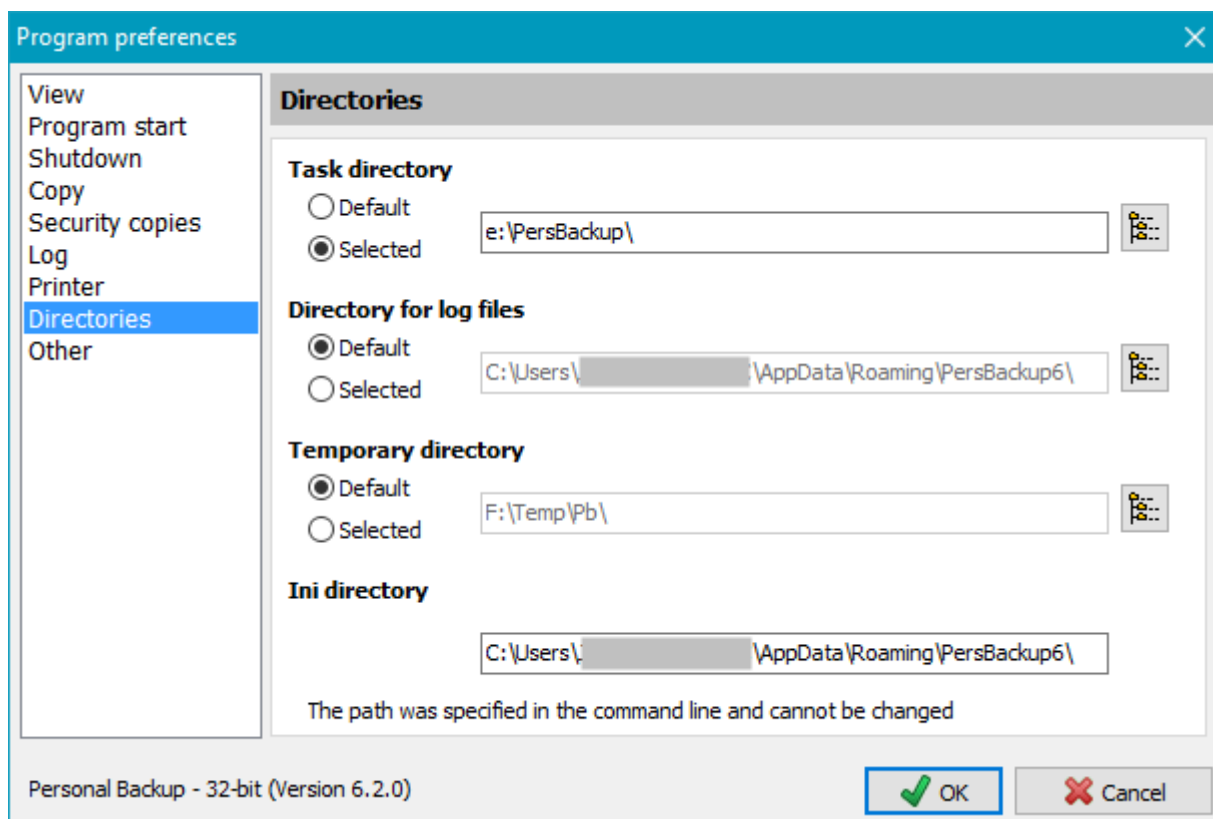 Program preferences
View
Program start
Shutdown
Copy
Security copies
Log
Printer
Directories
Other
Directories
Task directory
Default
Selected
e:\PersBackup\
Directory for log files
Default
Selected
C:\Users\ \AppData\Roaming\PersBackup6\
Temporary directory
Default
Selected
F:\Temp\Pb\
Ini directory
C:\Users\ \AppData\Roaming\PersBackup6\
The path was specified in the command line and cannot be changed
Personal Backup - 32-bit (Version 6.2.0)
OK
Cancel